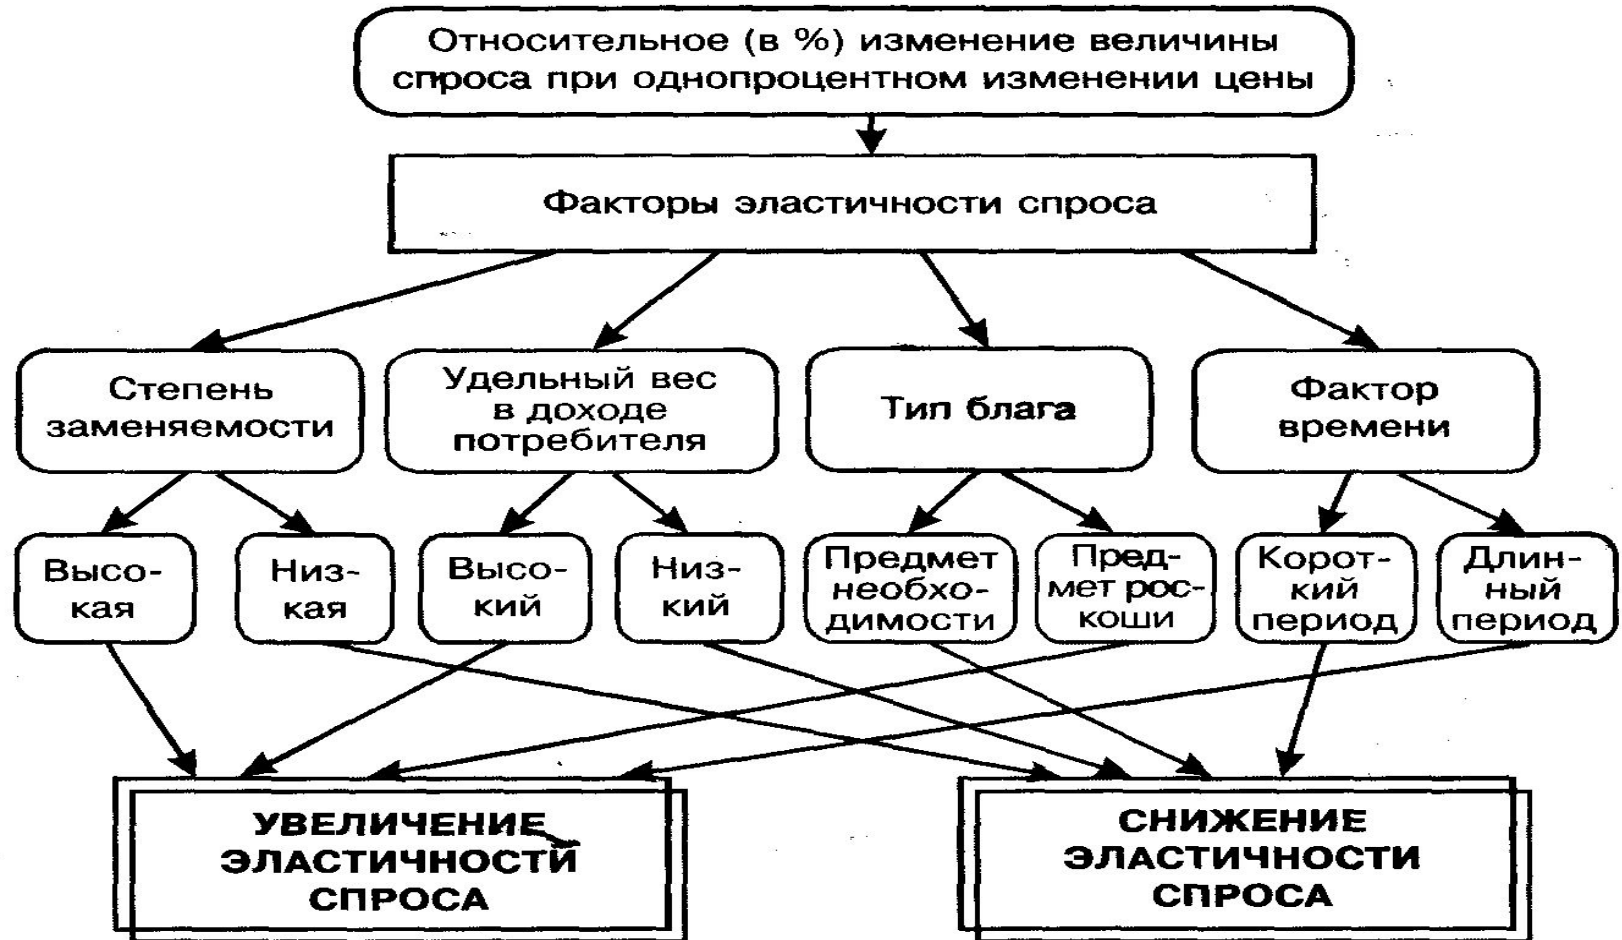 Относительное (в %) изменение величины
спроса при однопроцентном изменении цены
Факторы эластичности спроса
Степень
заменяемости
Удельный вес
в доходе
потребителя
Тип блага
Фактор
времени
Высо-
кая
Низ-
кая
Высо-
кий
Низ-
кий
Предмет
необхо-
димости
Пред-
мет рос-
коши
Корот-
кий
период
Длин-
ный
период
УВЕЛИЧЕНИЕ
ЭЛАСТИЧНОСТИ
СПРОСА
СНИЖЕНИЕ
ЭЛАСТИЧНОСТИ
СПРОСА